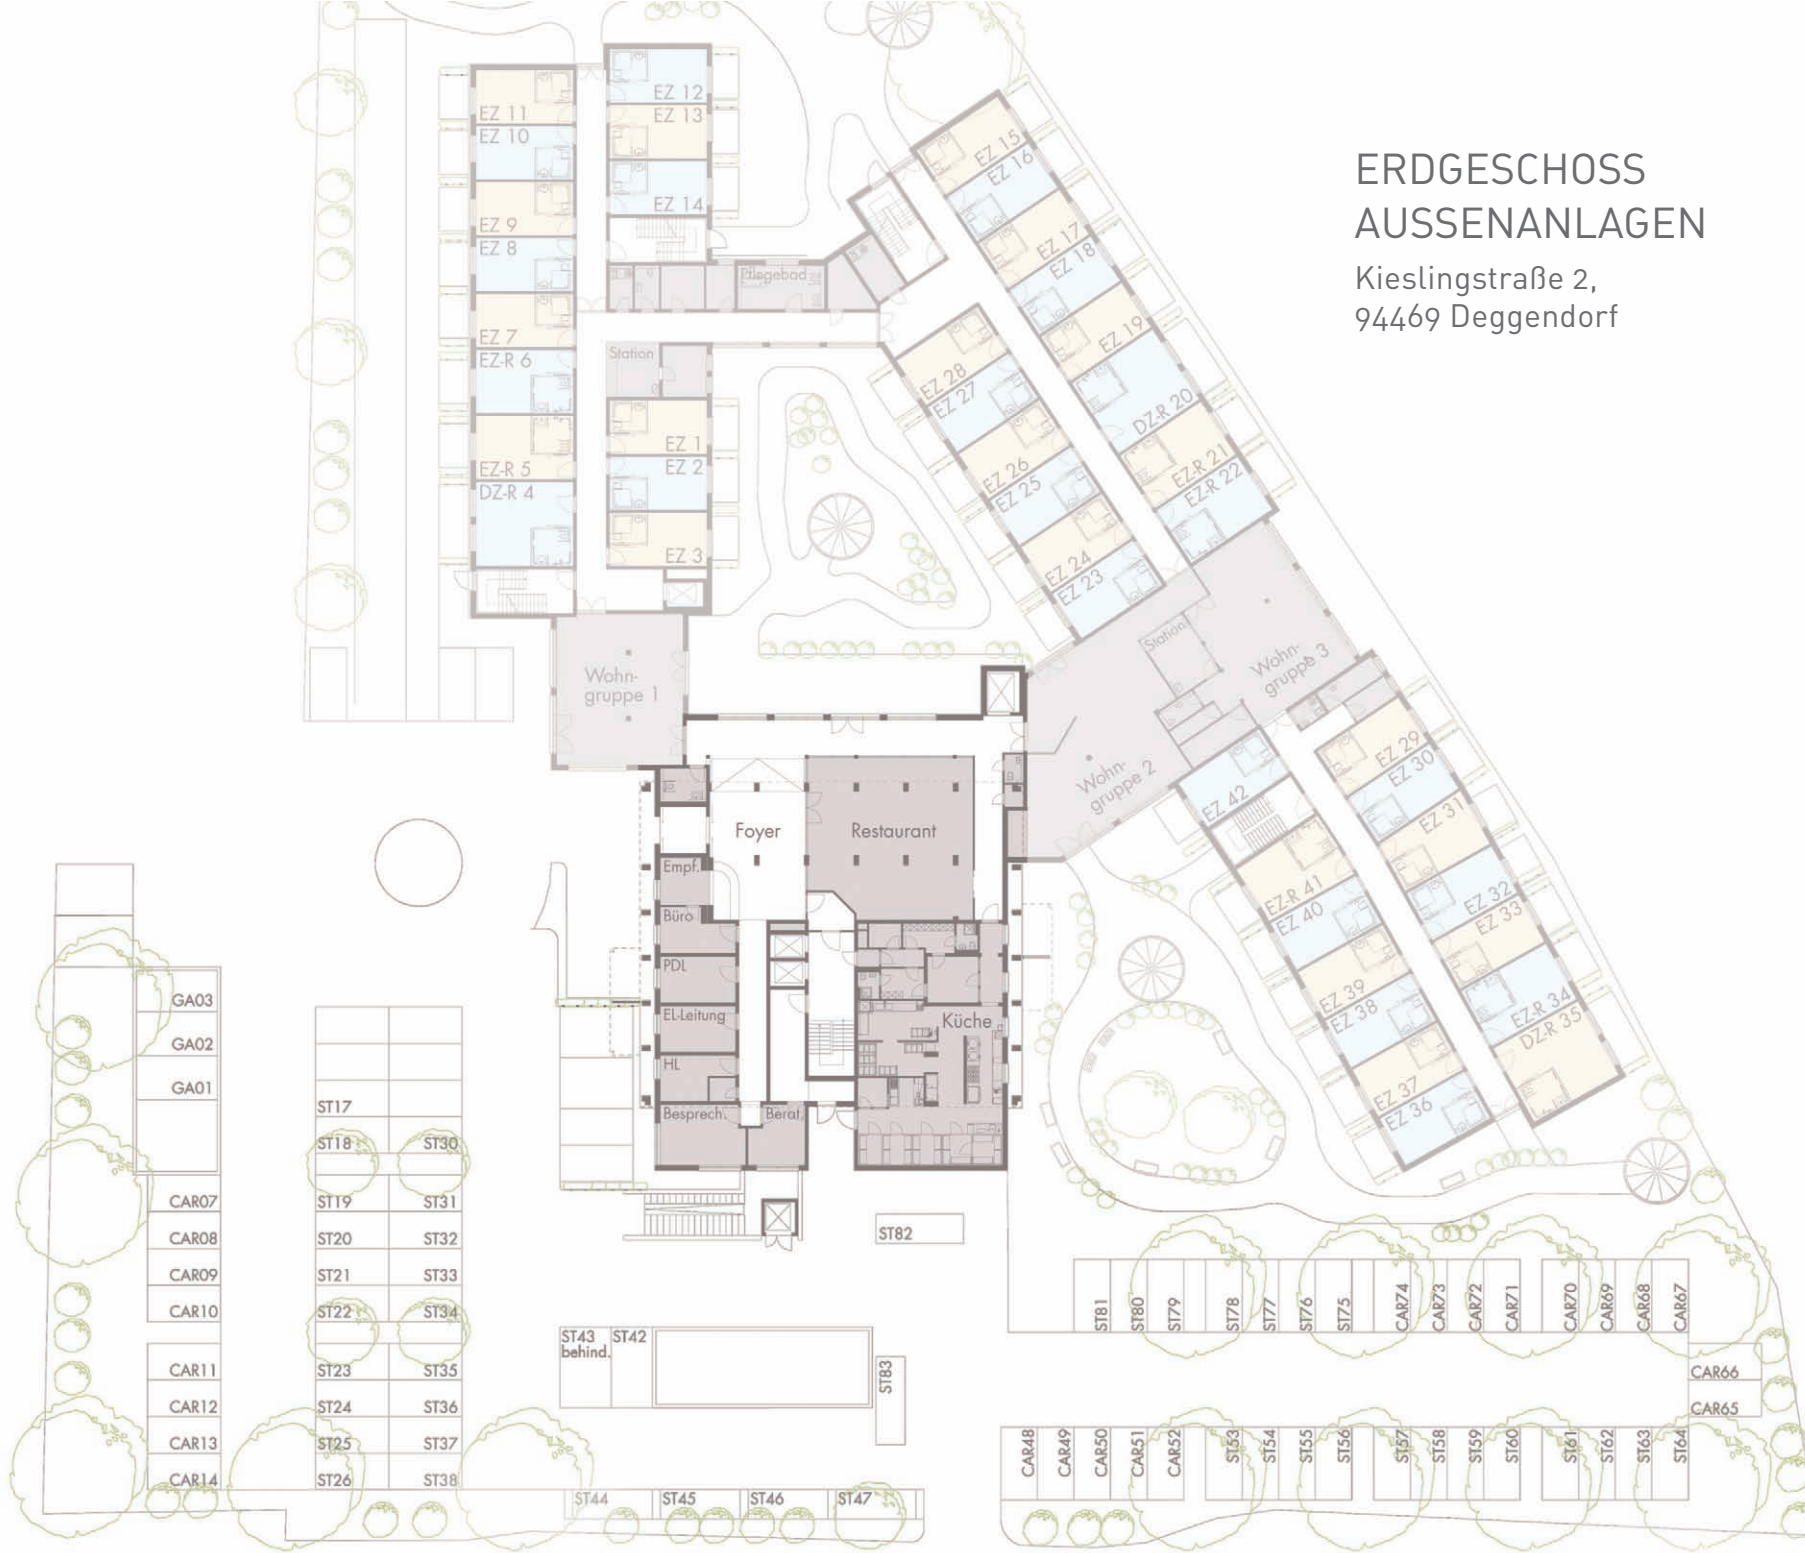 ERDGESCHOSS
AUSSENANLAGEN
Kieslingstraße 2,
94469 Deggendorf
EZ 11
EZ 10
EZ 9
EZ 8
EZ 7
EZ-R 6
EZ-R 5
DZ-R 4
EZ 12
EZ 13
EZ 14
Pflegebad
Station
EZ 1
EZ 2
EZ 3
EZ 15
EZ 16
EZ 17
EZ 18
EZ 19
DZ-R 20
EZ-R 21
EZ-R 22
EZ 28
EZ 27
EZ 26
EZ 25
EZ 24
EZ 23
Station
Wohn-
gruppe 1
Wohn-
gruppe 2
Wohn-
gruppe 3
EZ 29
EZ 30
EZ 31
EZ 32
EZ 33
EZ-R 34
DZ-R 35
EZ 42
EZ-R 41
EZ 40
EZ 39
EZ 38
EZ 37
EZ 36
Foyer
Restaurant
Empf.
Büro
PDL
EL-Leitung
HL
Besprech.
Berat.
Küche
GA03
GA02
GA01
CAR07
CAR08
CAR09
CAR10
CAR11
CAR12
CAR13
CAR14
ST17
ST18
ST19
ST20
ST21
ST22
ST23
ST24
ST25
ST26
ST30
ST31
ST32
ST33
ST34
ST35
ST36
ST37
ST38
ST43
behind.
ST42
ST82
ST83
ST44
ST45
ST46
ST47
ST81
ST80
ST79
ST78
ST77
ST76
ST75
CAR74
CAR73
CAR72
CAR71
CAR70
CAR69
CAR68
CAR67
CAR66
CAR65
CAR48
CAR49
CAR50
CAR51
CAR52
ST53
ST54
ST55
ST56
ST57
ST58
ST59
ST60
ST61
ST62
ST63
ST64